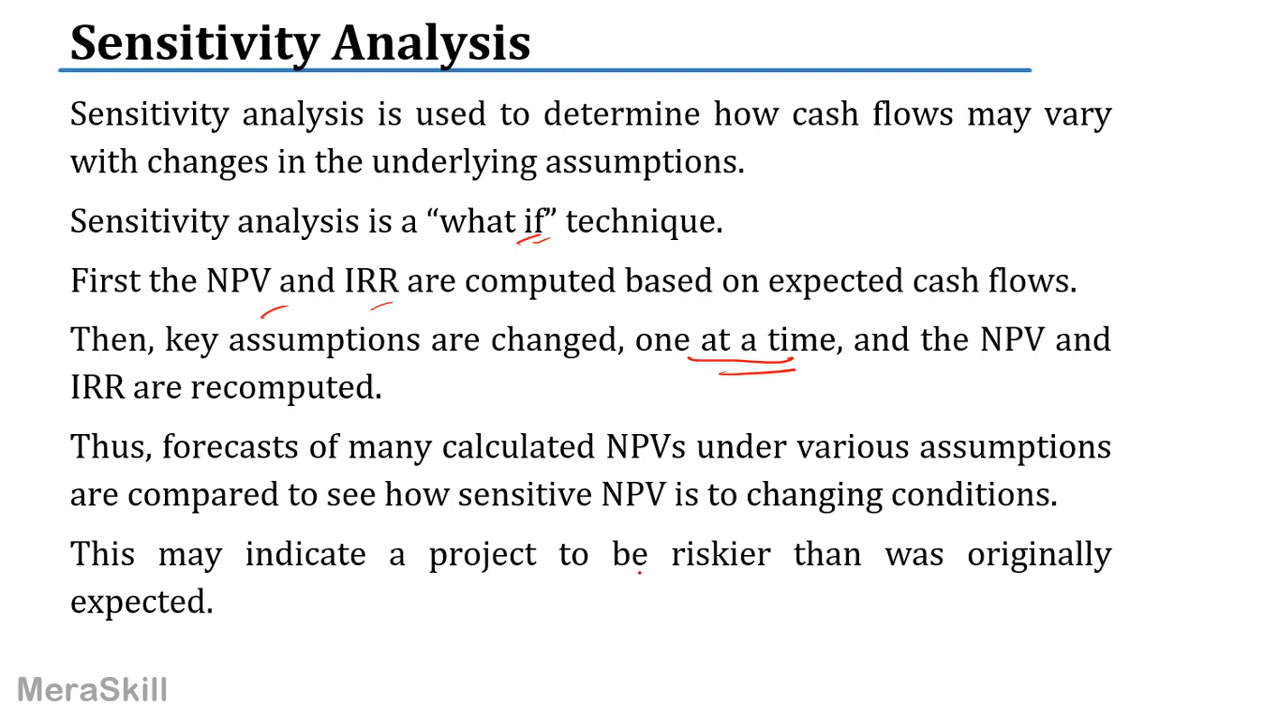 Sensitivity Analysis
Sensitivity analysis is used to determine how cash flows may vary
with changes in the underlying assumptions.
Sensitivity analysis is a “what if” technique.
First the NPV and IRR are computed based on expected cash flows.
Then, key assumptions are changed, one at a time, and the NPV and
IRR are recomputed.
Thus, forecasts of many calculated NPVs under various assumptions
are compared to see how sensitive NPV is to changing conditions.
This may indicate a project to be riskier than was originally
expected.
MeraSkill